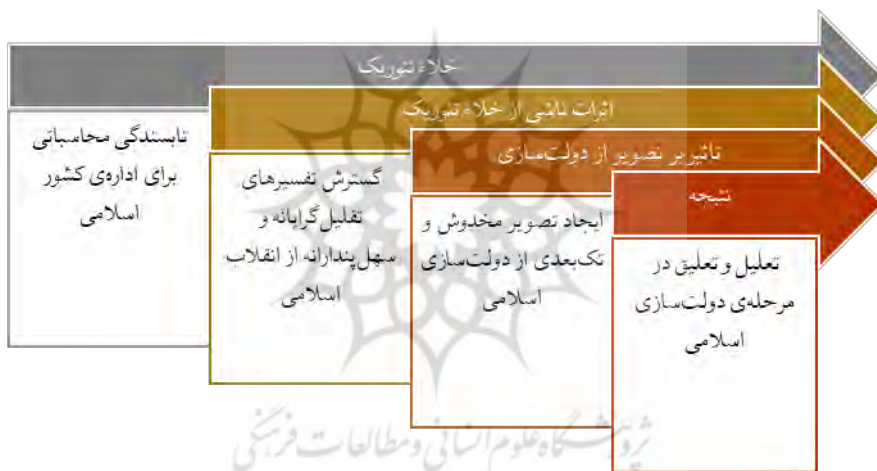 خلاء تئوریک
اثرات ناشی از خلاء تئوریک
تاثیر بر تصویر از دولت‌سازی
نتیجه
نابسندگی محاسباتی
برای اداره‌ی کشور
اسلامی
گسترش تفسیرهای
تقلیل‌گرایانه و
سهل‌پندارانه از انقلاب
اسلامی
ایجاد تصویر مخدوش و
تک‌بعدی از دولت‌سازی
اسلامی
تعلیل و تعلیق در
مرحله‌ی دولت‌سازی
اسلامی
پژوهشگاه علوم انسانی و مطالعات فرهنگی